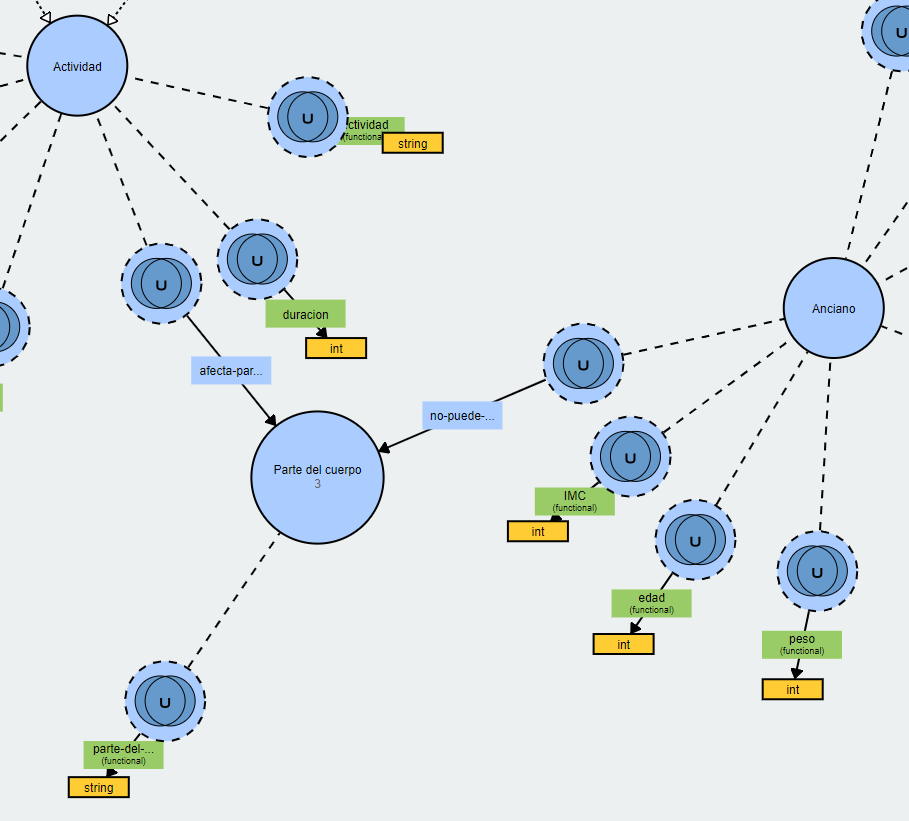 Actividad
ctividad
(functional
string
U
U
U
U
duracion
int
Anciano
afecta-par...
U
no-puede-...
Parte del cuerpo
3
U
IMC
(functional)
int
U
edad
(functional)
int
U
peso
(functional)
int
U
parte-del-...
(functional)
string